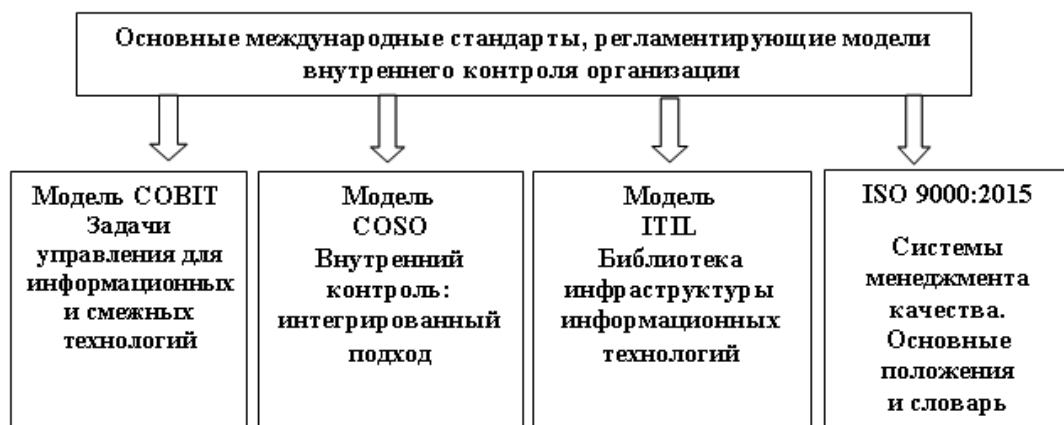 Основные международные стандарты, регламентирующие модели
внутреннего контроля организации
Модель COBIT
Задачи
управления для
информационных
и смежных
технологий
Модель
COSO
Внутренний
контроль:
интегрированный
подход
Модель
ITIL
Библиотека
инфраструктуры
информационных
технологий
ISO 9000:2015
Системы
менеджмента
качества.
Основные
положения
и словарь